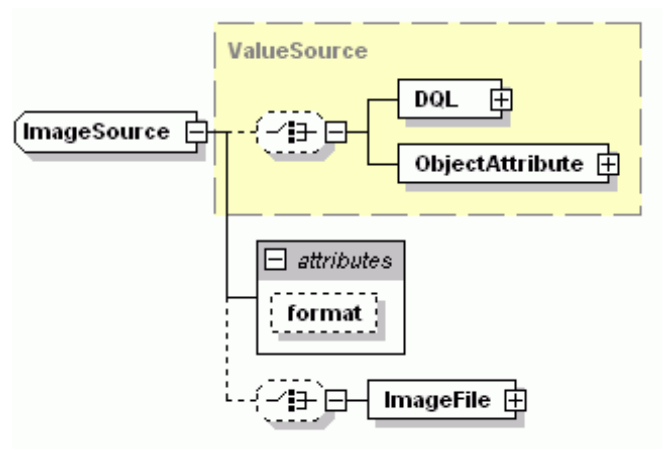 ValueSource
DQL
ImageSource
ObjectAttribute
attributes
format
ImageFile